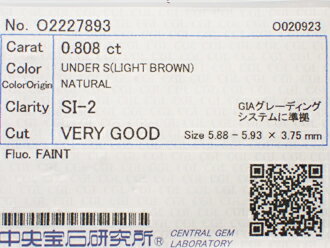 No. O2227893 O020923
Carat 0.808 ct
Color UNDER S(LIGHT BROWN)
ColorOrigin NATURAL
Clarity SI-2 GIAグレーディング
システムに準拠
Cut VERY GOOD Size 5.88 - 5.93 × 3.75 mm
Fluo. FAINT
中央宝石研究所 CENTRAL GEM
LABORATORY